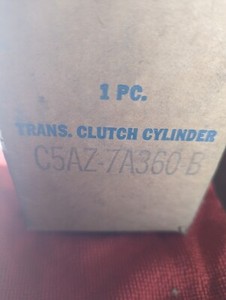 1 PC.
TRANS. CLUTCH CYLINDER
C5AZ-7A360-B